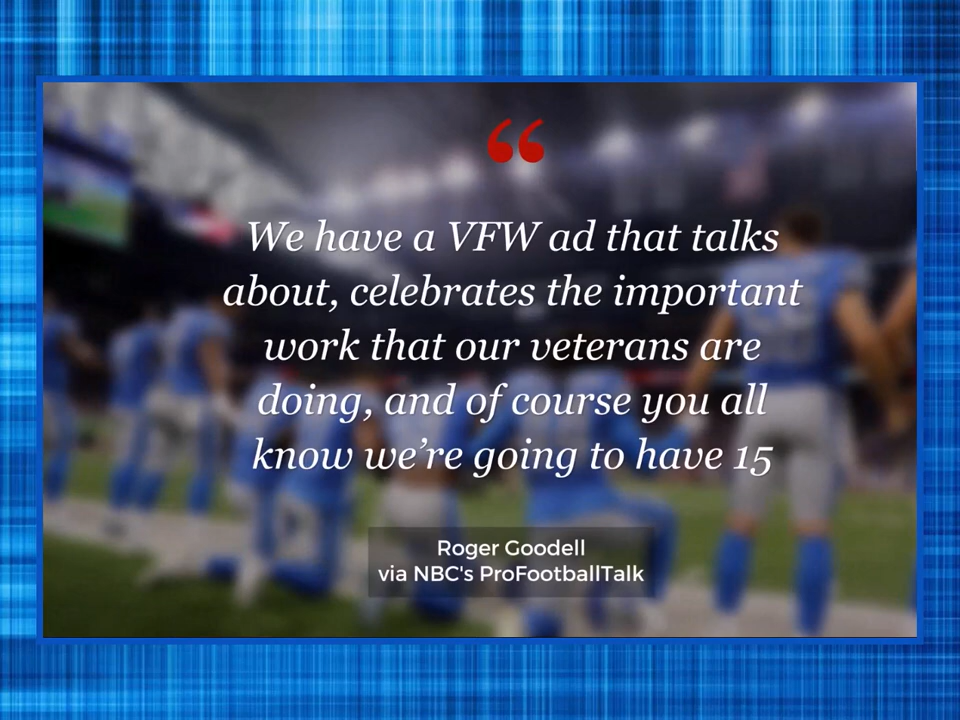 “
We have a VFW ad that talks
about, celebrates the important
work that our veterans are
doing, and of course you all
know we’re going to have 15
Roger Goodell
via NBC's ProFootballTalk